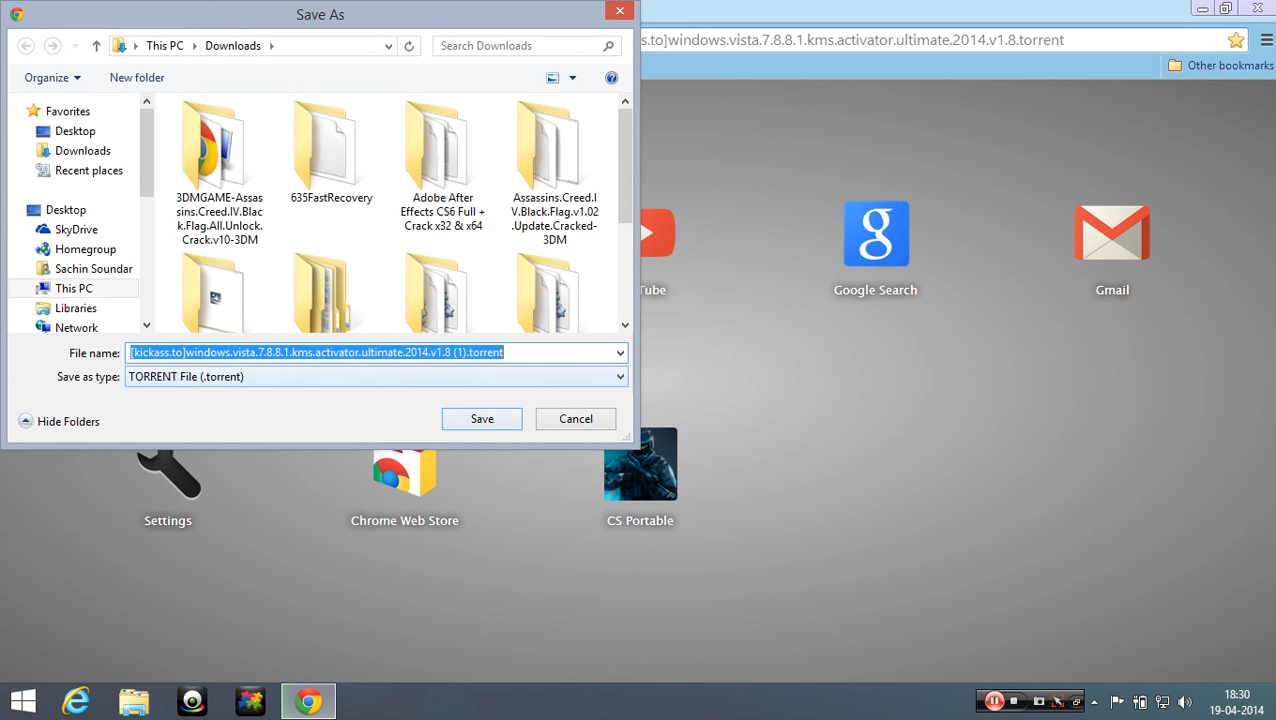 Save As
to]windows.vista.7.8.8.1.kms.activator.ultimate.2014.v1.8.torrent
This PC
Downloads
Search Downloads
Organize
New folder
Other bookmarks
Favorites
Desktop
Downloads
Recent places
Desktop
SkyDrive
Homegroup
Sachin Soundar
This PC
Libraries
Network
3DMGAME-Assas
sins.Creed.IV.Blac
k.Flag.All.Unlock.
Crack.v10-3DM
635FastRecovery
Adobe After
Effects CS6 Full +
Crack x32 & x64
Assassins.Creed.I
V.Black.Flag.v1.02
.Update.Cracked-
3DM
Tube
Google Search
Gmail
File name:
[kickass.to]windows.vista.7.8.8.1.kms.activator.ultimate.2014.v1.8 (1).torrent
Save as type:
TORRENT File (.torrent)
Hide Folders
Save
Cancel
Settings
Chrome Web Store
CS Portable
18:30
19-04-2014